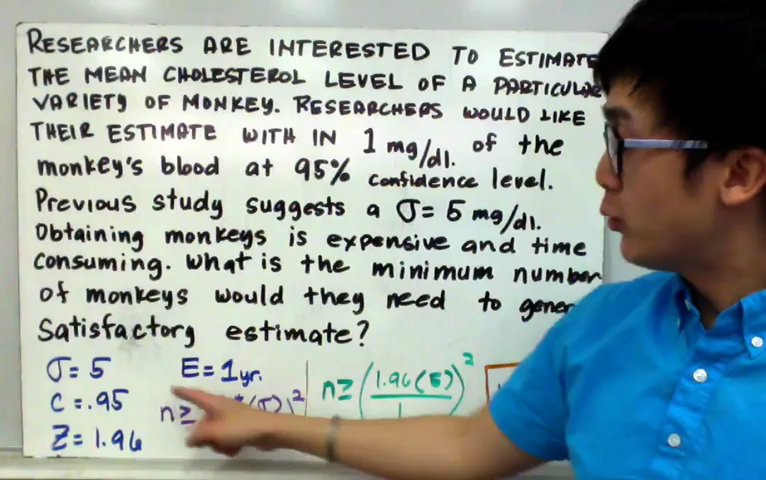 RESEARCHERS ARE INTERESTED TO ESTIMATE
THE MEAN CHOLESTEROL LEVEL OF A PARTICULAR
VARIETY OF MONKEY. RESEARCHERS WOULD LIKE
THEIR ESTIMATE WITH IN 1 mg/dl. of the
monkey's blood at 95% confidence level.
Previous study suggests a σ= 5 mg/dl.
Obtaining monkeys is expensive and time
consuming. What is the minimum number
of monkeys would they need to gener
satisfactory estimate?
σ= 5 E = 1yr.
C = .95 n≥ (σ) 2 n≥ (1.96(5)/1)2
Z = 1.96